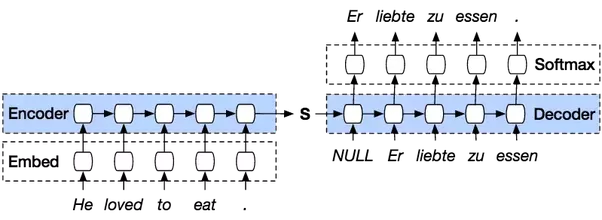 Er liebte zu essen .
Softmax
Encoder
S
Decoder
Embed
NULL Er liebte zu essen
He loved to eat .